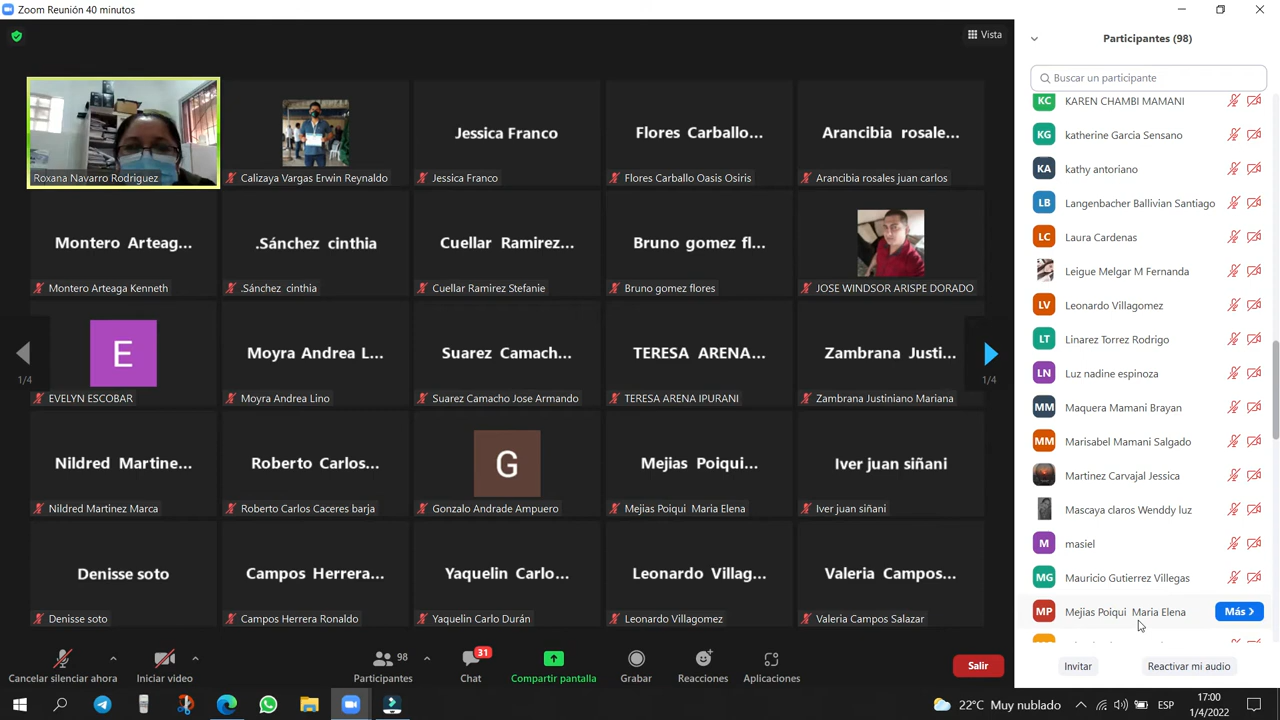 Zoom Reunión 40 minutos
Vista
Roxana Navarro Rodriguez
Calizaya Vargas Erwin Reynaldo
Jessica Franco
Jessica Franco
Flores Carballo...
Flores Carballo Oasis Osiris
Arancibia rosale...
Arancibia rosales juan carlos
Montero Arteag...
Montero Arteaga Kenneth
.Sánchez cinthia
.Sánchez cinthia
Cuellar Ramirez...
Cuellar Ramirez Stefanie
Bruno gomez fl...
Bruno gomez flores
JOSE WINDSOR ARISPE DORADO
1/4
E
EVELYN ESCOBAR
Moyra Andrea L...
Moyra Andrea Lino
Suarez Camach...
Suarez Camacho Jose Armando
TERESA ARENA...
TERESA ARENA IPURANI
Zambrana Justi...
Zambrana Justiniano Mariana
1/4
Nildred Martine...
Nildred Martinez Marca
Roberto Carlos...
Roberto Carlos Caceres barja
G
Gonzalo Andrade Ampuero
Mejias Poiqui...
Mejias Poiqui Maria Elena
Iver juan siñani
Iver juan siñani
Denisse soto
Denisse soto
Campos Herrera...
Campos Herrera Ronaldo
Yaquelin Carlo...
Yaquelin Carlo Durán
Leonardo Villag...
Leonardo Villagomez
Valeria Campos...
Valeria Campos Salazar
Cancelar silenciar ahora
Iniciar video
98
Participantes
31
Chat
Compartir pantalla
Grabar
Reacciones
Aplicaciones
Salir
Participantes (98)
Buscar un participante
KC KAREN CHAMBI MAMANI
KG katherine Garcia Sensano
KA kathy antoriano
LB Langenbacher Ballivian Santiago
LC Laura Cardenas
Leigue Melgar M Fernanda
LV Leonardo Villagomez
LT Linarez Torrez Rodrigo
LN Luz nadine espinoza
MM Maquera Mamani Brayan
MM Marisabel Mamani Salgado
Martinez Carvajal Jessica
Mascaya claros Wenddy luz
M masiel
MG Mauricio Gutierrez Villegas
MP Mejias Poiqui Maria Elena Más >
Invitar
Reactivar mi audio
22°C Muy nublado
ESP
17:00
1/4/2022